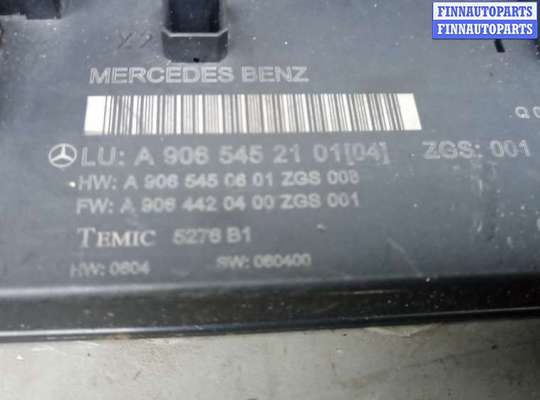 FINNAUTOPARTS
FINNAUTOPARTS
MERCEDES BENZ
LU: A 906 545 21 01[04] ZGS: 001
HW: A 906 545 06 01 ZGS 003
FW: A 906 442 04 00 ZGS 001
TEMIC 5276 B1
HW: 0604 SW: 060400